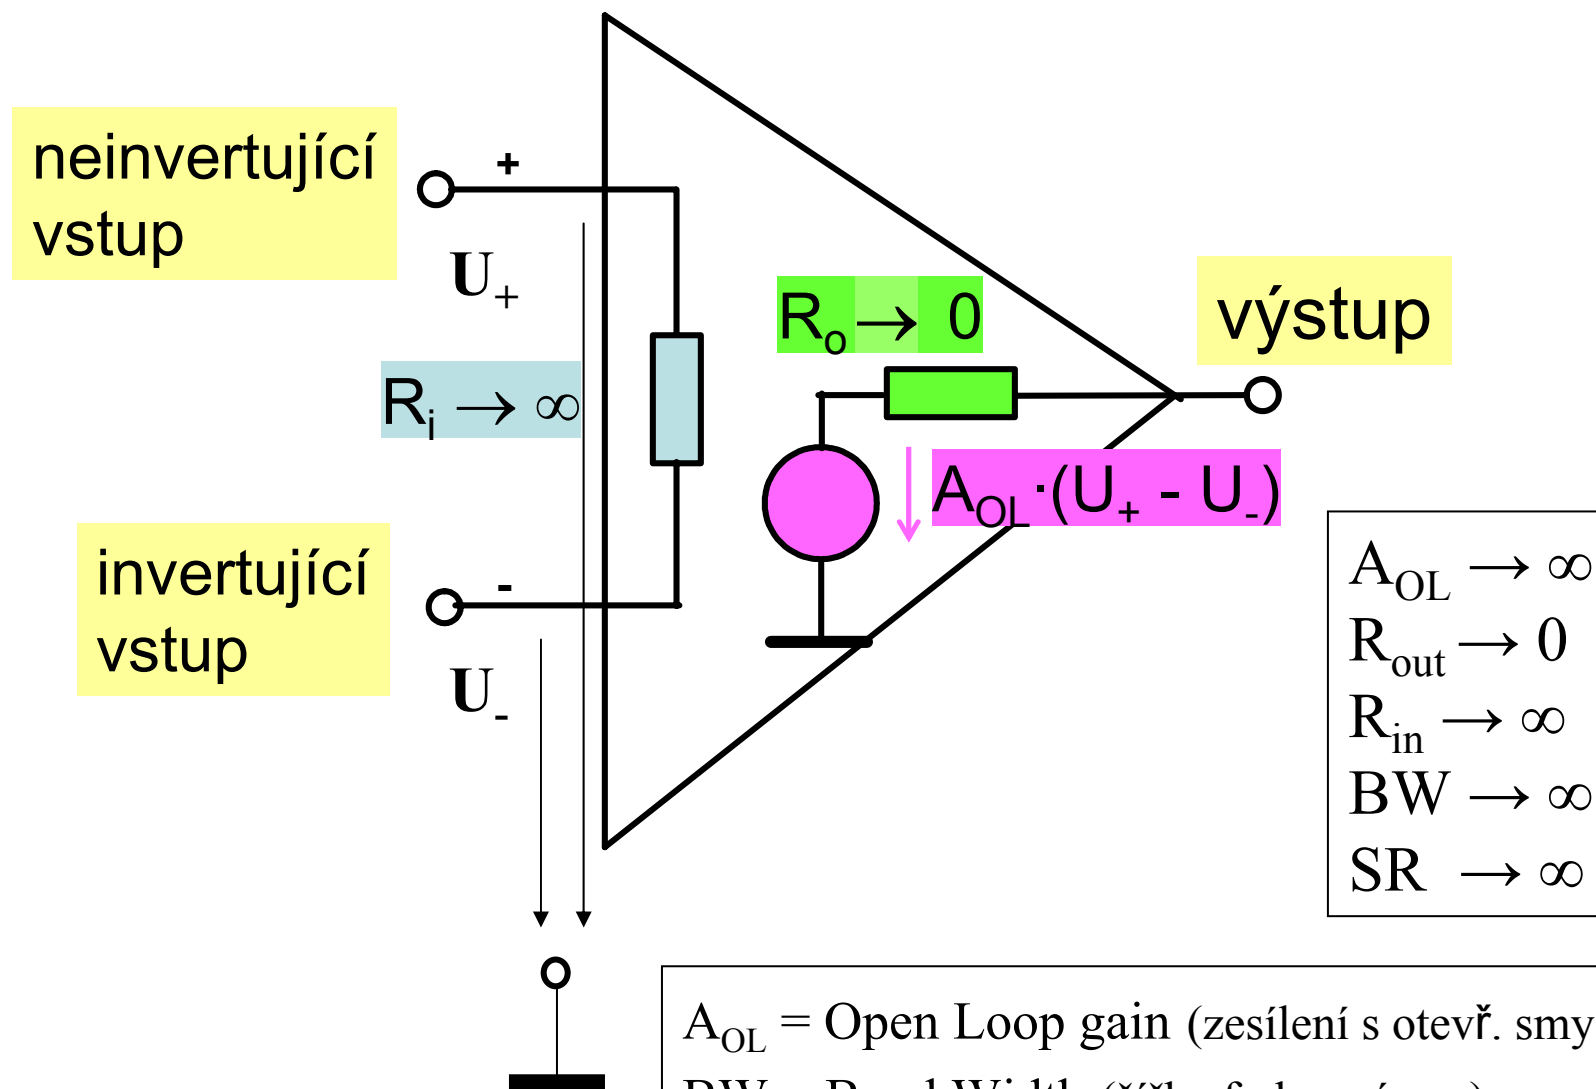 neinvertující
vstup
+
U+
Ro → 0
výstup
Ri → ∞
AOL·(U+ - U-)
invertující
vstup
-
U-
AOL → ∞
Rout → 0
Rin → ∞
BW → ∞
SR → ∞
AOL = Open Loop gain (zesílení s otevř. smy